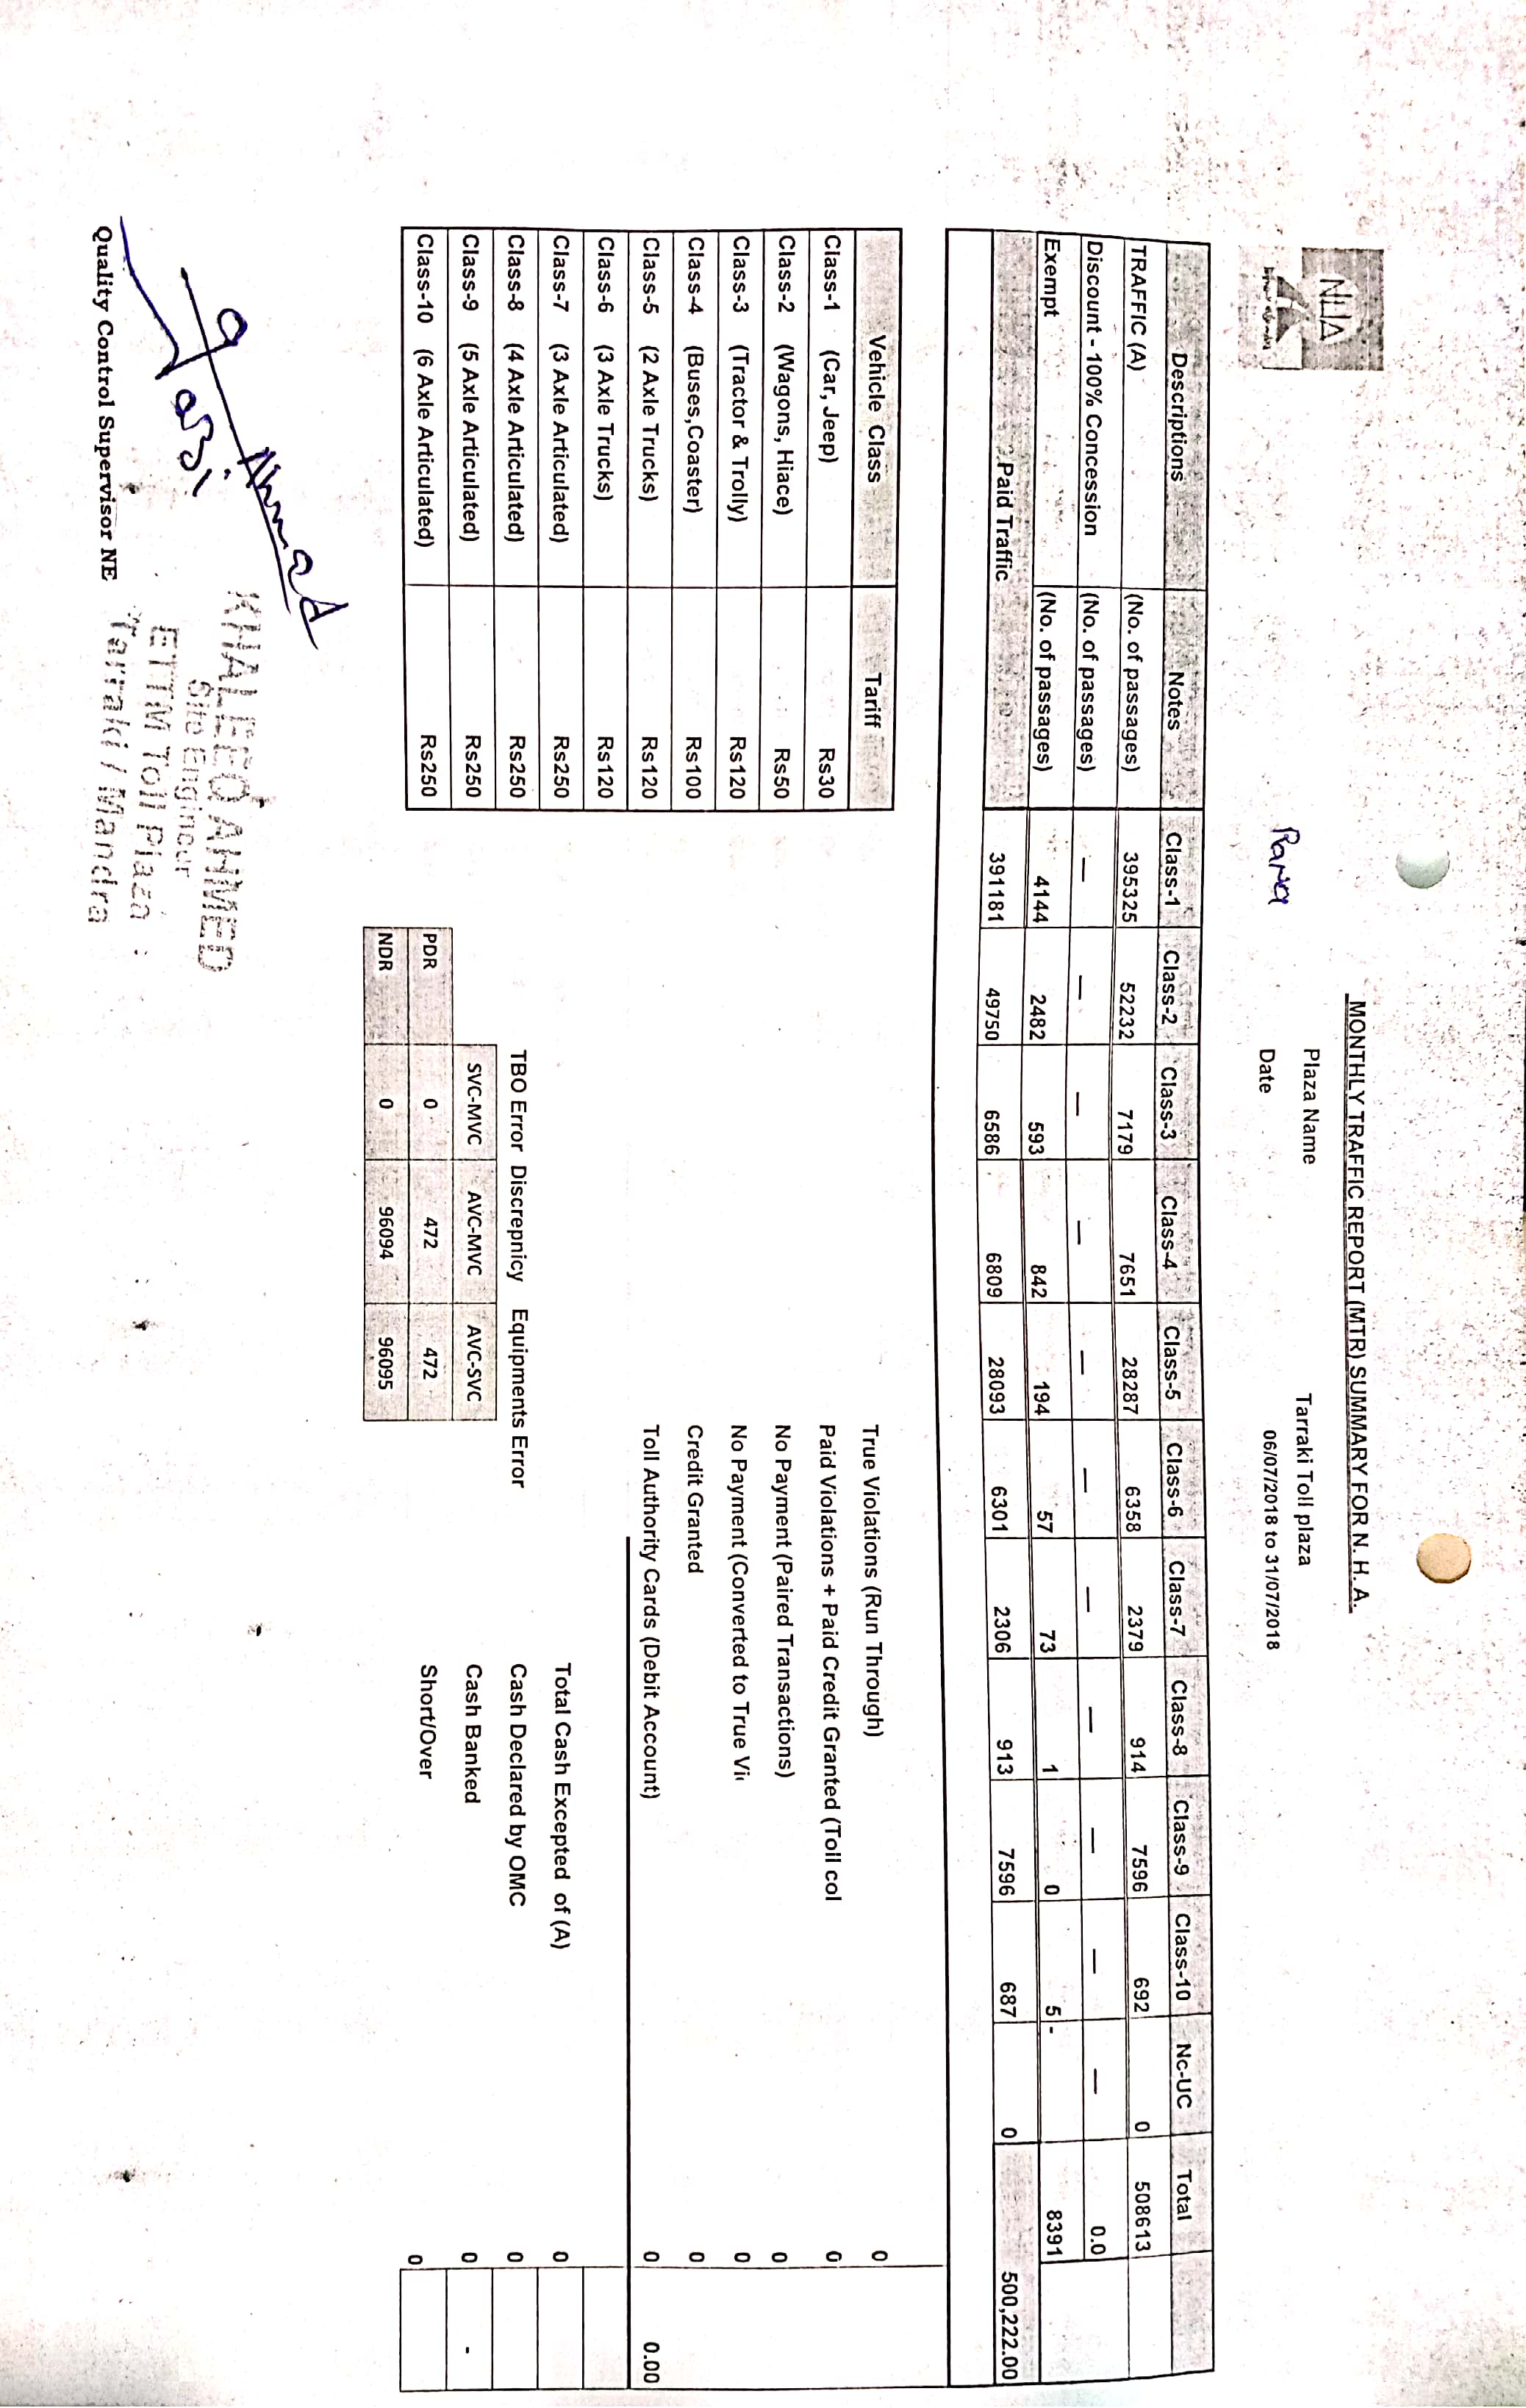 MONTHLY TRAFFIC REPORT (MTR) SUMMARY FOR N. H. A.
NHA
Plaza Name Tarraki Toll plaza
Rana Date 06/07/2018 to 31/07/2018
Descriptions Notes Class-1 Class-2 Class-3 Class-4 Class-5 Class-6 Class-7 Class-8 Class-9 Class-10 Nc-UC Total
TRAFFIC (A) (No. of passages) 395325 52232 7179 7651 28287 6358 2379 914 7596 692 0 508613
Discount - 100% Concession (No. of passages) — — — — — — — — — — — 0.0
Exempt (No. of passages) 4144 2482 593 842 194 57 73 1 0 5 - 8391
Paid Traffic 391181 49750 6586 6809 28093 6301 2306 913 7596 687 0 500,222.00
Vehicle Class Tariff
Class-1 (Car, Jeep) Rs30
Class-2 (Wagons, Hiace) Rs50
Class-3 (Tractor & Trolly) Rs120
Class-4 (Buses,Coaster) Rs100
Class-5 (2 Axle Trucks) Rs120
Class-6 (3 Axle Trucks) Rs120
Class-7 (3 Axle Articulated) Rs250
Class-8 (4 Axle Articulated) Rs250
Class-9 (5 Axle Articulated) Rs250
Class-10 (6 Axle Articulated) Rs250
True Violations (Run Through) 0
Paid Violations + Paid Credit Granted (Toll col 0
No Payment (Paired Transactions) 0
No Payment (Converted to True Vi 0
Credit Granted 0
Toll Authority Cards (Debit Account) 0 0.00
Total Cash Excepted of (A) 0
Cash Declared by OMC 0
Cash Banked 0 -
Short/Over 0
TBO Error Discrepnicy Equipments Error
SVC-MVC AVC-MVC AVC-SVC
PDR 0 472 472
NDR 0 96094 96095
Ahmad
KHALEEQ AHMED
Site Engineer
ETTM Toll Plaza :
Tarraki / Mandra
Quality Control Supervisor NE